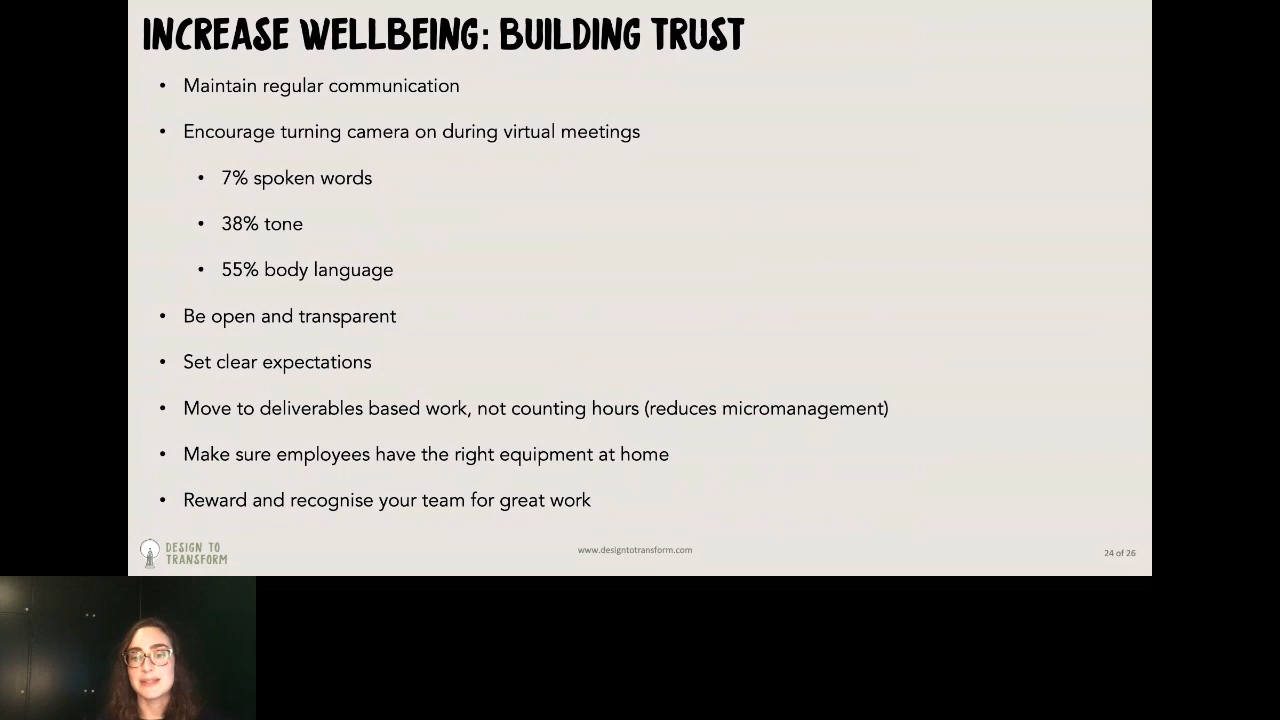 INCREASE WELLBEING: BUILDING TRUST
• Maintain regular communication
• Encourage turning camera on during virtual meetings
• 7% spoken words
• 38% tone
• 55% body language
• Be open and transparent
• Set clear expectations
• Move to deliverables based work, not counting hours (reduces micromanagement)
• Make sure employees have the right equipment at home
• Reward and recognise your team for great work
DESIGN TO
TRANSFORM
www.designtotransform.com
24 of 26